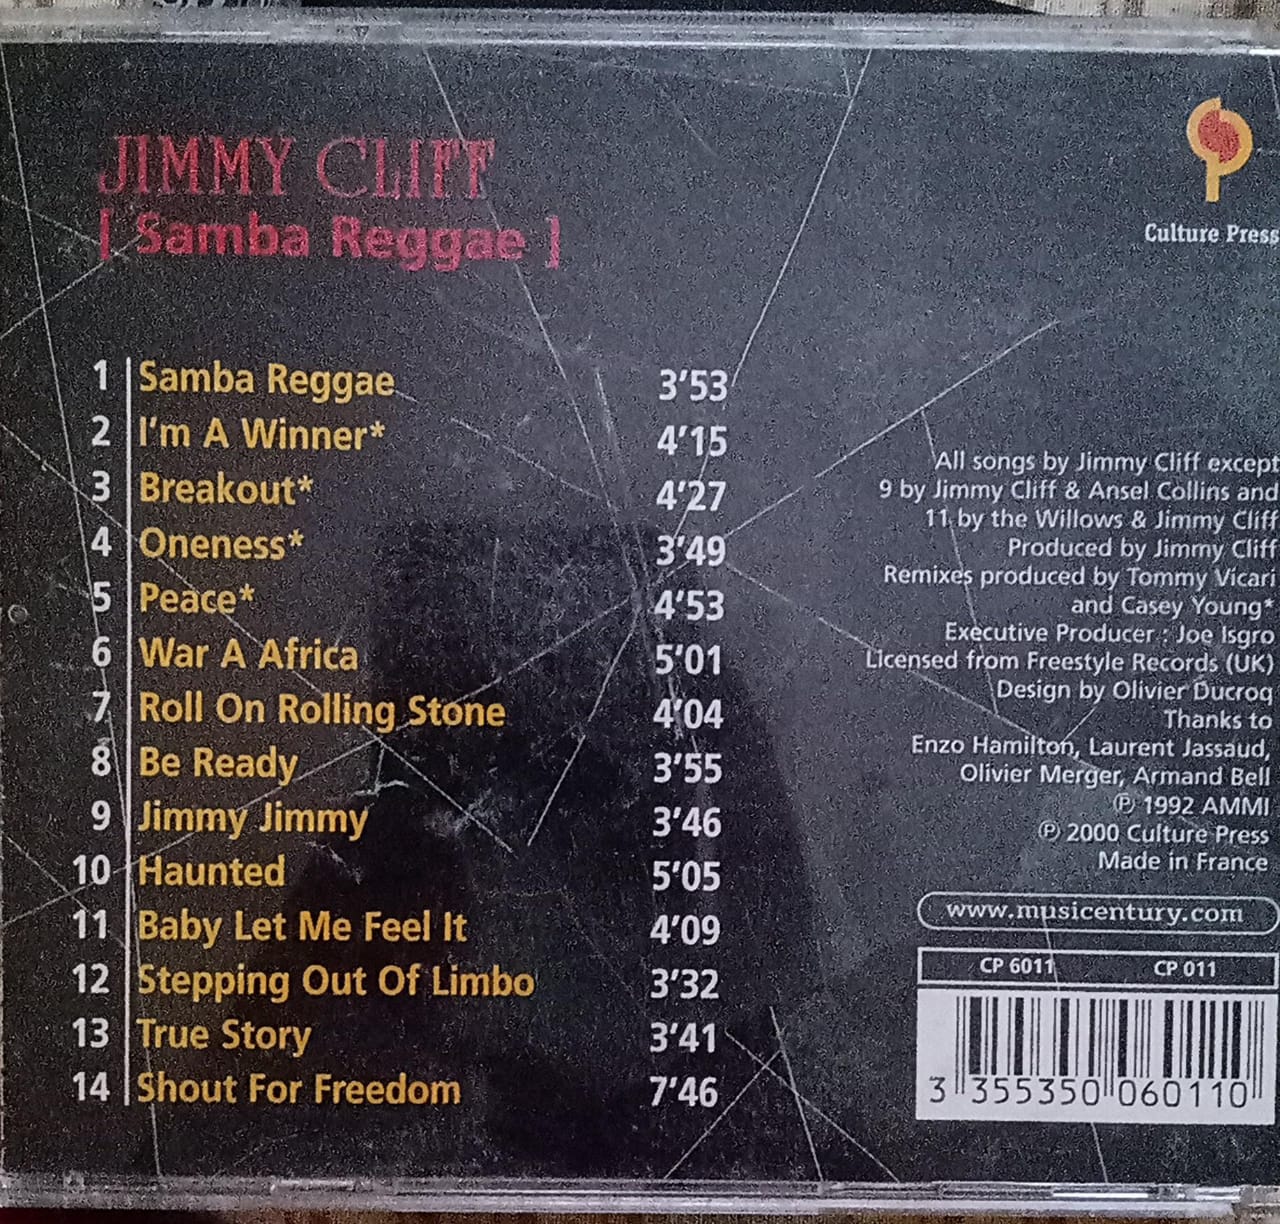 JIMMY CLIFF
[ Samba Reggae ]
Culture Press
1 Samba Reggae 3'53
2 I'm A Winner* 4'15
3 Breakout* 4'27
4 Oneness* 3'49
5 Peace* 4'53
6 War A Africa 5'01
7 Roll On Rolling Stone 4'04
8 Be Ready 3'55
9 Jimmy Jimmy 3'46
10 Haunted 5'05
11 Baby Let Me Feel It 4'09
12 Stepping Out Of Limbo 3'32
13 True Story 3'41
14 Shout For Freedom 7'46
All songs by Jimmy Cliff except
9 by Jimmy Cliff & Ansel Collins and
11 by the Willows & Jimmy Cliff
Produced by Jimmy Cliff
Remixes produced by Tommy Vicari
and Casey Young*
Executive Producer : Joe Isgro
Licensed from Freestyle Records (UK)
Design by Olivier Ducroq
Thanks to
Enzo Hamilton, Laurent Jassaud,
Olivier Merger, Armand Bell
℗ 1992 AMMI
℗ 2000 Culture Press
Made in France
www.musicentury.com
CP 6011 CP 011
3 355350 060110